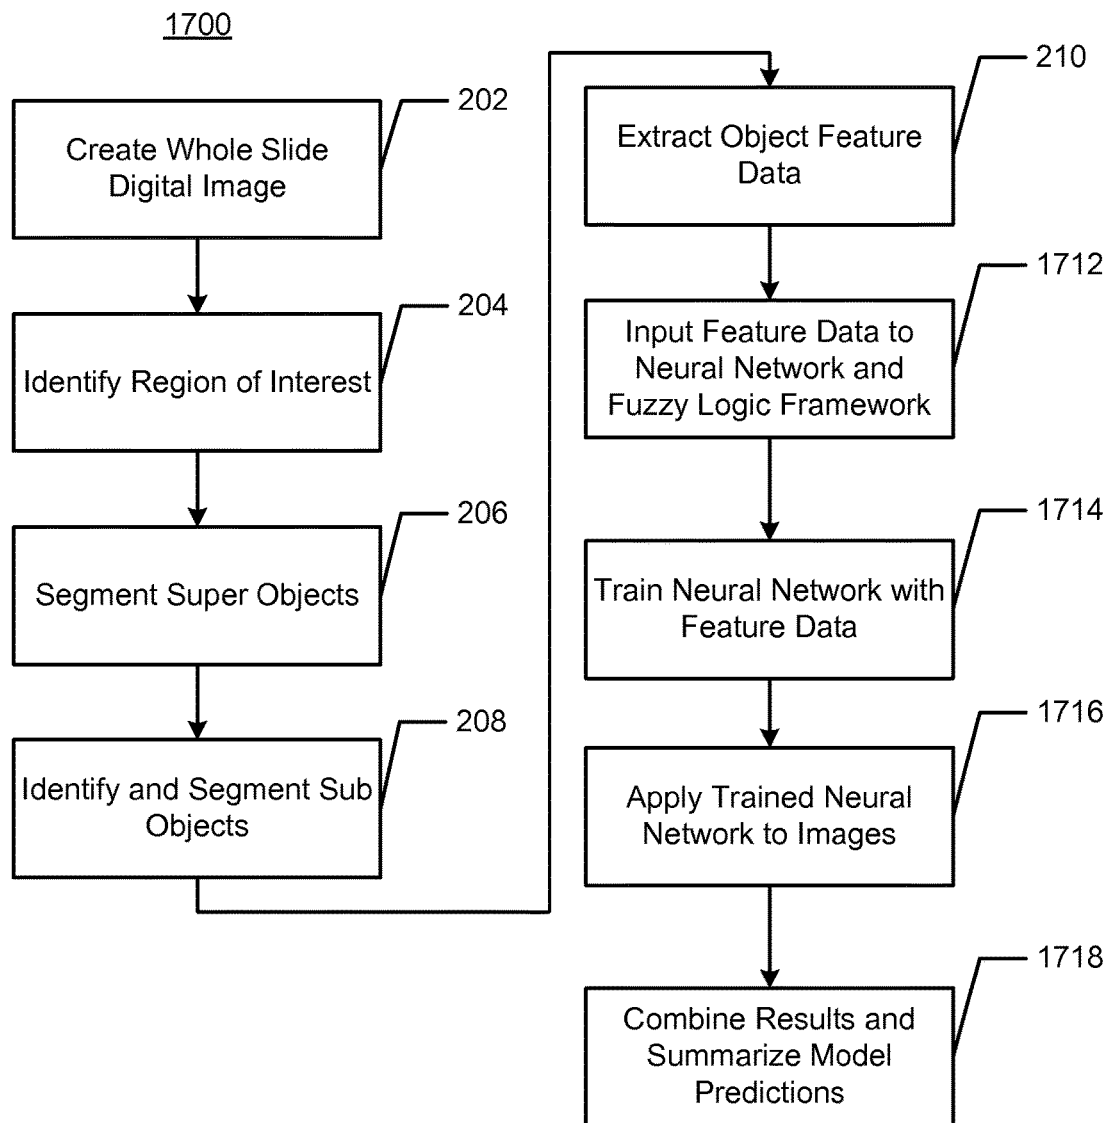 1700
202
Create Whole Slide
Digital Image
204
Identify Region of Interest
206
Segment Super Objects
208
Identify and Segment Sub
Objects
210
Extract Object Feature
Data
1712
Input Feature Data to
Neural Network and
Fuzzy Logic Framework
1714
Train Neural Network with
Feature Data
1716
Apply Trained Neural
Network to Images
1718
Combine Results and
Summarize Model
Predictions